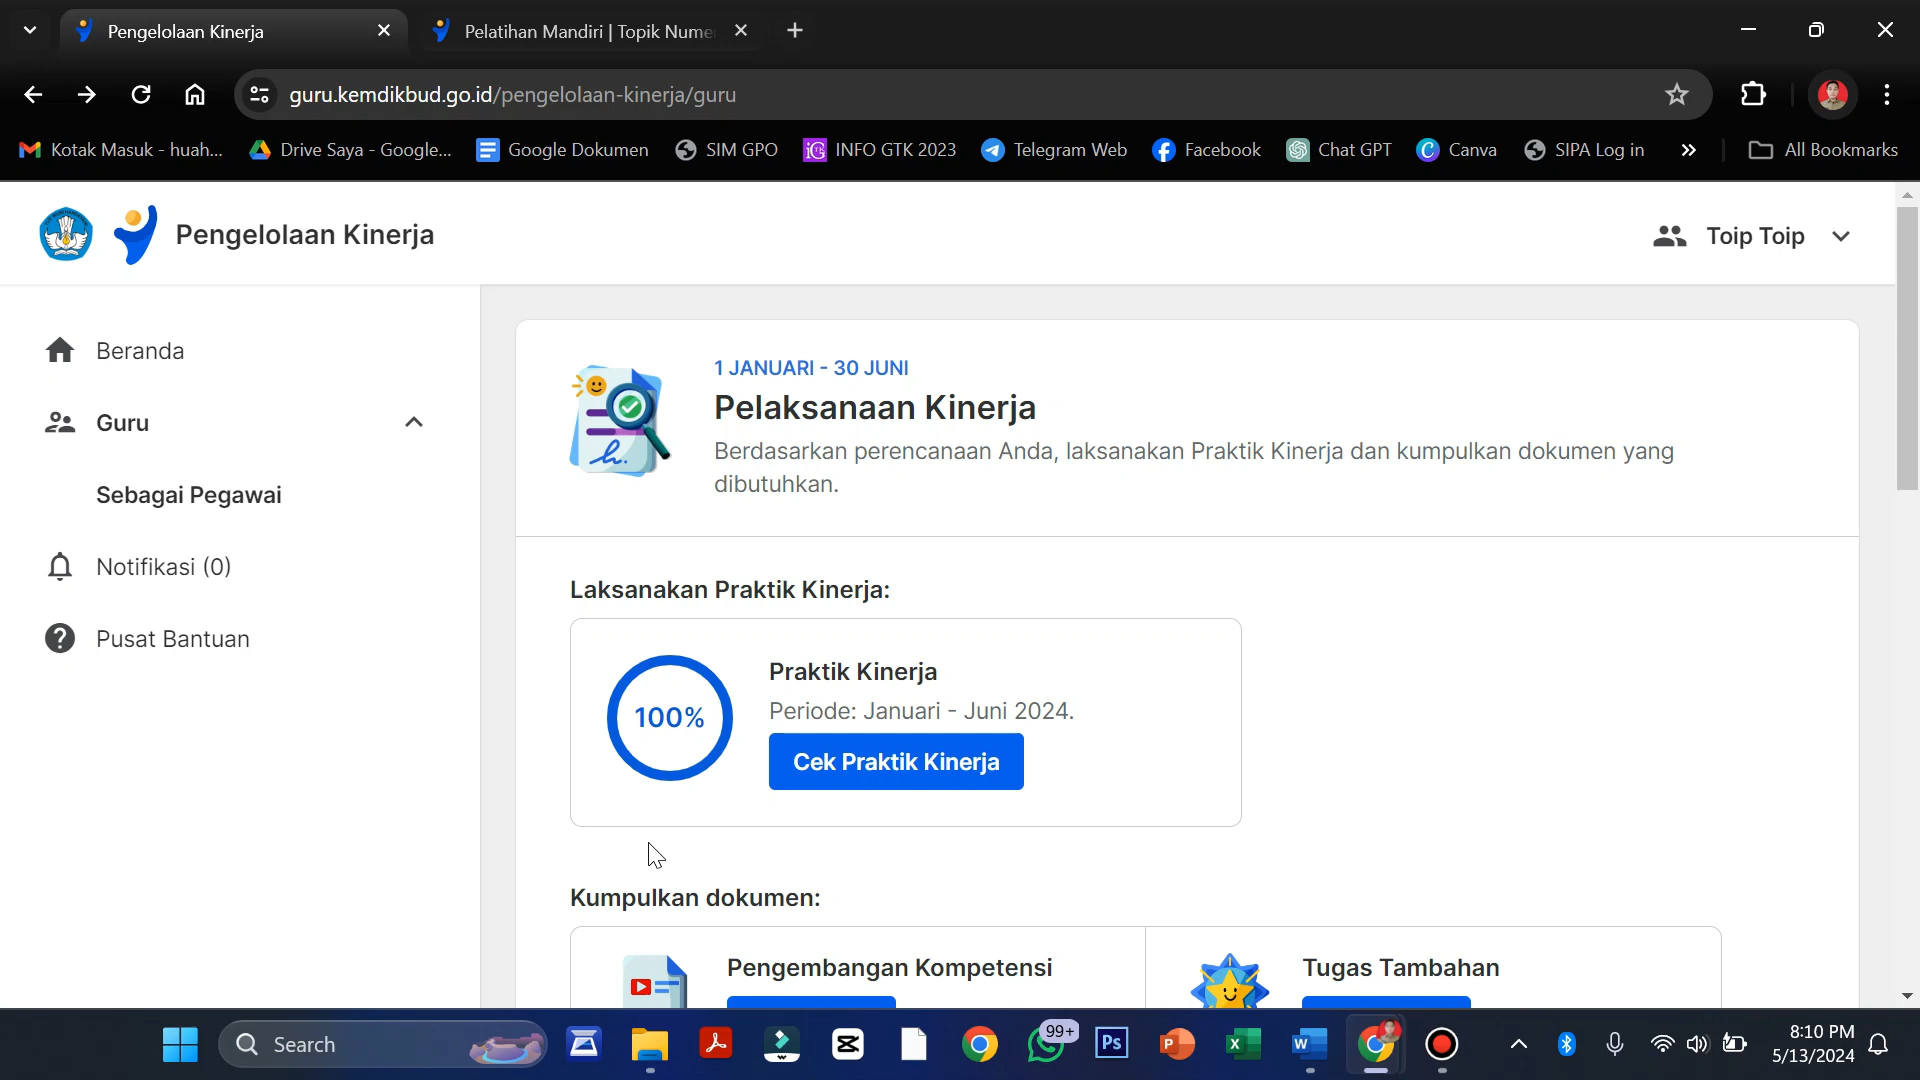 Pengelolaan Kinerja
Pelatihan Mandiri | Topik Nume
guru.kemdikbud.go.id/pengelolaan-kinerja/guru
Kotak Masuk - huah...
Drive Saya - Google...
Google Dokumen
SIM GPO
INFO GTK 2023
Telegram Web
Facebook
Chat GPT
Canva
SIPA Log in
All Bookmarks
Pengelolaan Kinerja
Toip Toip
Beranda
Guru
Sebagai Pegawai
Notifikasi (0)
Pusat Bantuan
1 JANUARI - 30 JUNI
Pelaksanaan Kinerja
Berdasarkan perencanaan Anda, laksanakan Praktik Kinerja dan kumpulkan dokumen yang
dibutuhkan.
Laksanakan Praktik Kinerja:
100%
Praktik Kinerja
Periode: Januari - Juni 2024.
Cek Praktik Kinerja
Kumpulkan dokumen:
Pengembangan Kompetensi
Tugas Tambahan
Search
99+
Ps
8:10 PM
5/13/2024